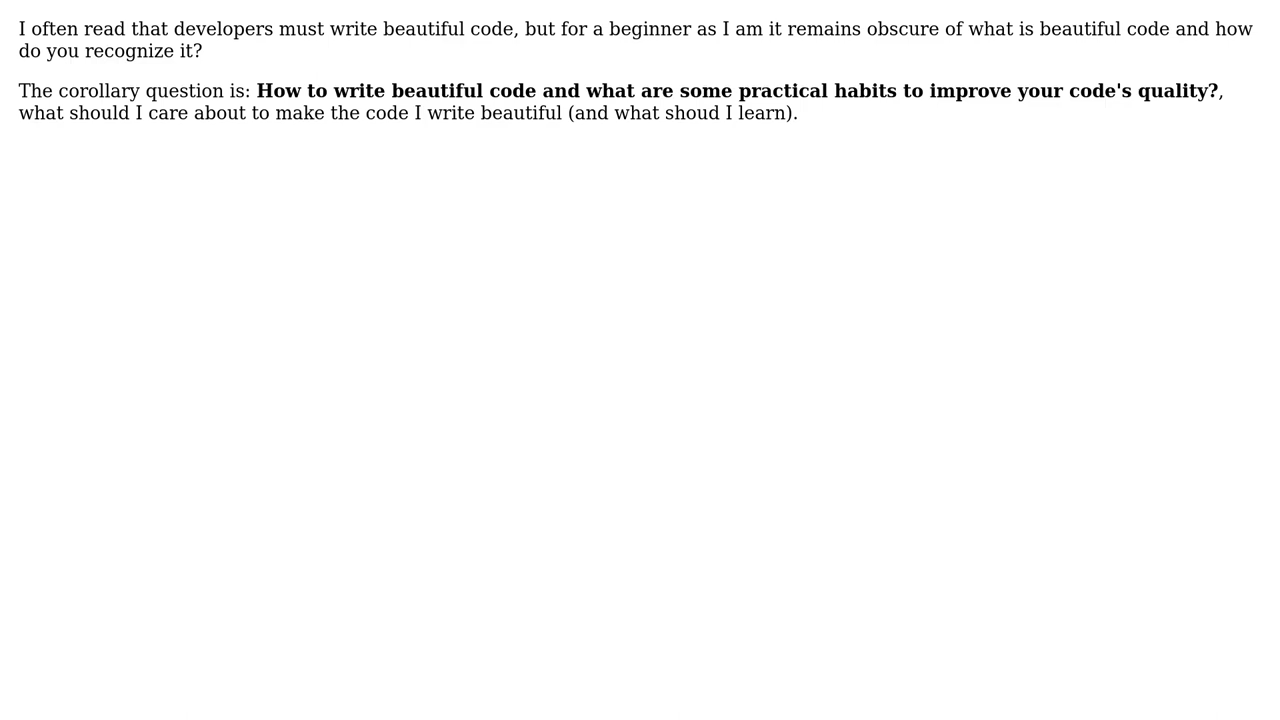 I often read that developers must write beautiful code, but for a beginner as I am it remains obscure of what is beautiful code and how
do you recognize it?
The corollary question is: How to write beautiful code and what are some practical habits to improve your code's quality?,
what should I care about to make the code I write beautiful (and what shoud I learn).